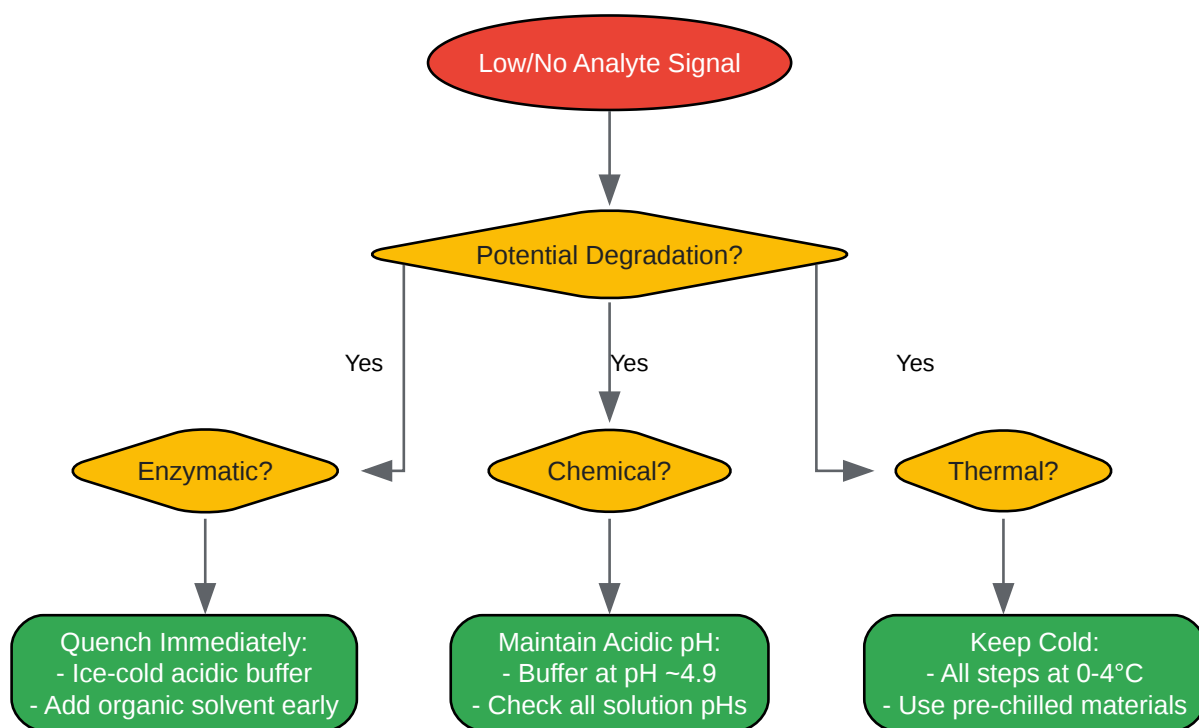 Low/No Analyte Signal
Potential Degradation?
Yes
Yes
Yes
Enzymatic?
Chemical?
Thermal?
Quench Immediately:
- Ice-cold acidic buffer
- Add organic solvent early
Maintain Acidic pH:
- Buffer at pH ~4.9
- Check all solution pHs
Keep Cold:
- All steps at 0-4°C
- Use pre-chilled materials